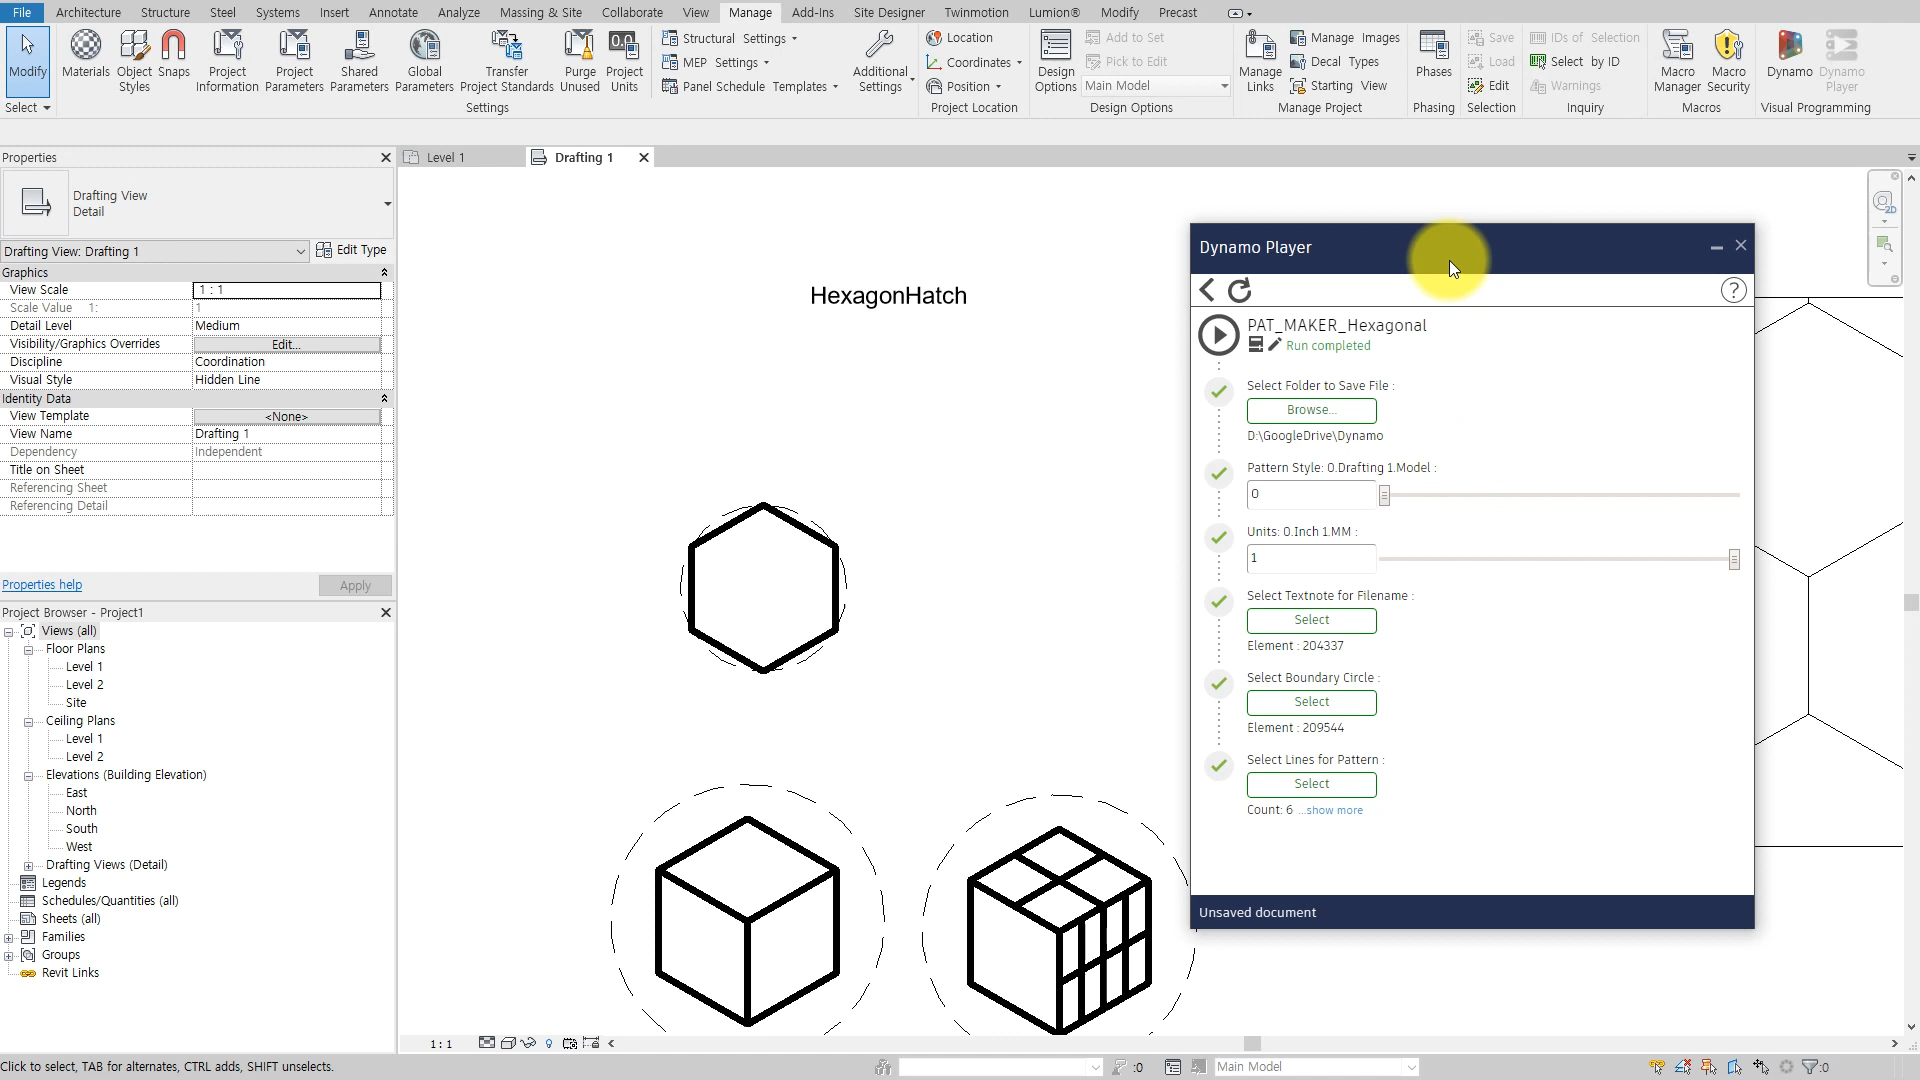 File Architecture Structure Steel Systems Insert Annotate Analyze Massing & Site Collaborate View Manage Add-Ins Site Designer Twinmotion Lumion® Modify Precast
Modify
Select
Materials
Object
Styles
Snaps
Project
Information
Project
Parameters
Shared
Parameters
Global
Parameters
Transfer
Project Standards
Purge
Unused
Project
Units
Structural Settings
MEP Settings
Panel Schedule Templates
Settings
Additional
Settings
Location
Coordinates
Position
Project Location
Design
Options
Add to Set
Pick to Edit
Main Model
Design Options
Manage
Links
Manage Images
Decal Types
Starting View
Manage Project
Phases
Phasing
Save
Load
Edit
Selection
IDs of Selection
Select by ID
Warnings
Inquiry
Macro
Manager
Macro
Security
Macros
Dynamo
Dynamo
Player
Visual Programming
Properties
Drafting View
Detail
Drafting View: Drafting 1
Edit Type
Graphics
View Scale 1 : 1
Scale Value 1: 1
Detail Level Medium
Visibility/Graphics Overrides Edit...
Discipline Coordination
Visual Style Hidden Line
Identity Data
View Template <None>
View Name Drafting 1
Dependency Independent
Title on Sheet
Referencing Sheet
Referencing Detail
Properties help
Apply
Project Browser - Project1
Views (all)
Floor Plans
Level 1
Level 2
Site
Ceiling Plans
Level 1
Level 2
Elevations (Building Elevation)
East
North
South
West
Drafting Views (Detail)
Legends
Schedules/Quantities (all)
Sheets (all)
Families
Groups
Revit Links
Level 1
Drafting 1
HexagonHatch
2D
Dynamo Player
?
PAT_MAKER_Hexagonal
Run completed
Select Folder to Save File :
Browse...
D:\GoogleDrive\Dynamo
Pattern Style: 0.Drafting 1.Model :
0
Units: 0.Inch 1.MM :
1
Select Textnote for Filename :
Select
Element : 204337
Select Boundary Circle :
Select
Element : 209544
Select Lines for Pattern :
Select
Count: 6 ...show more
Unsaved document
1 : 1
Click to select, TAB for alternates, CTRL adds, SHIFT unselects.
:0
Main Model
:0